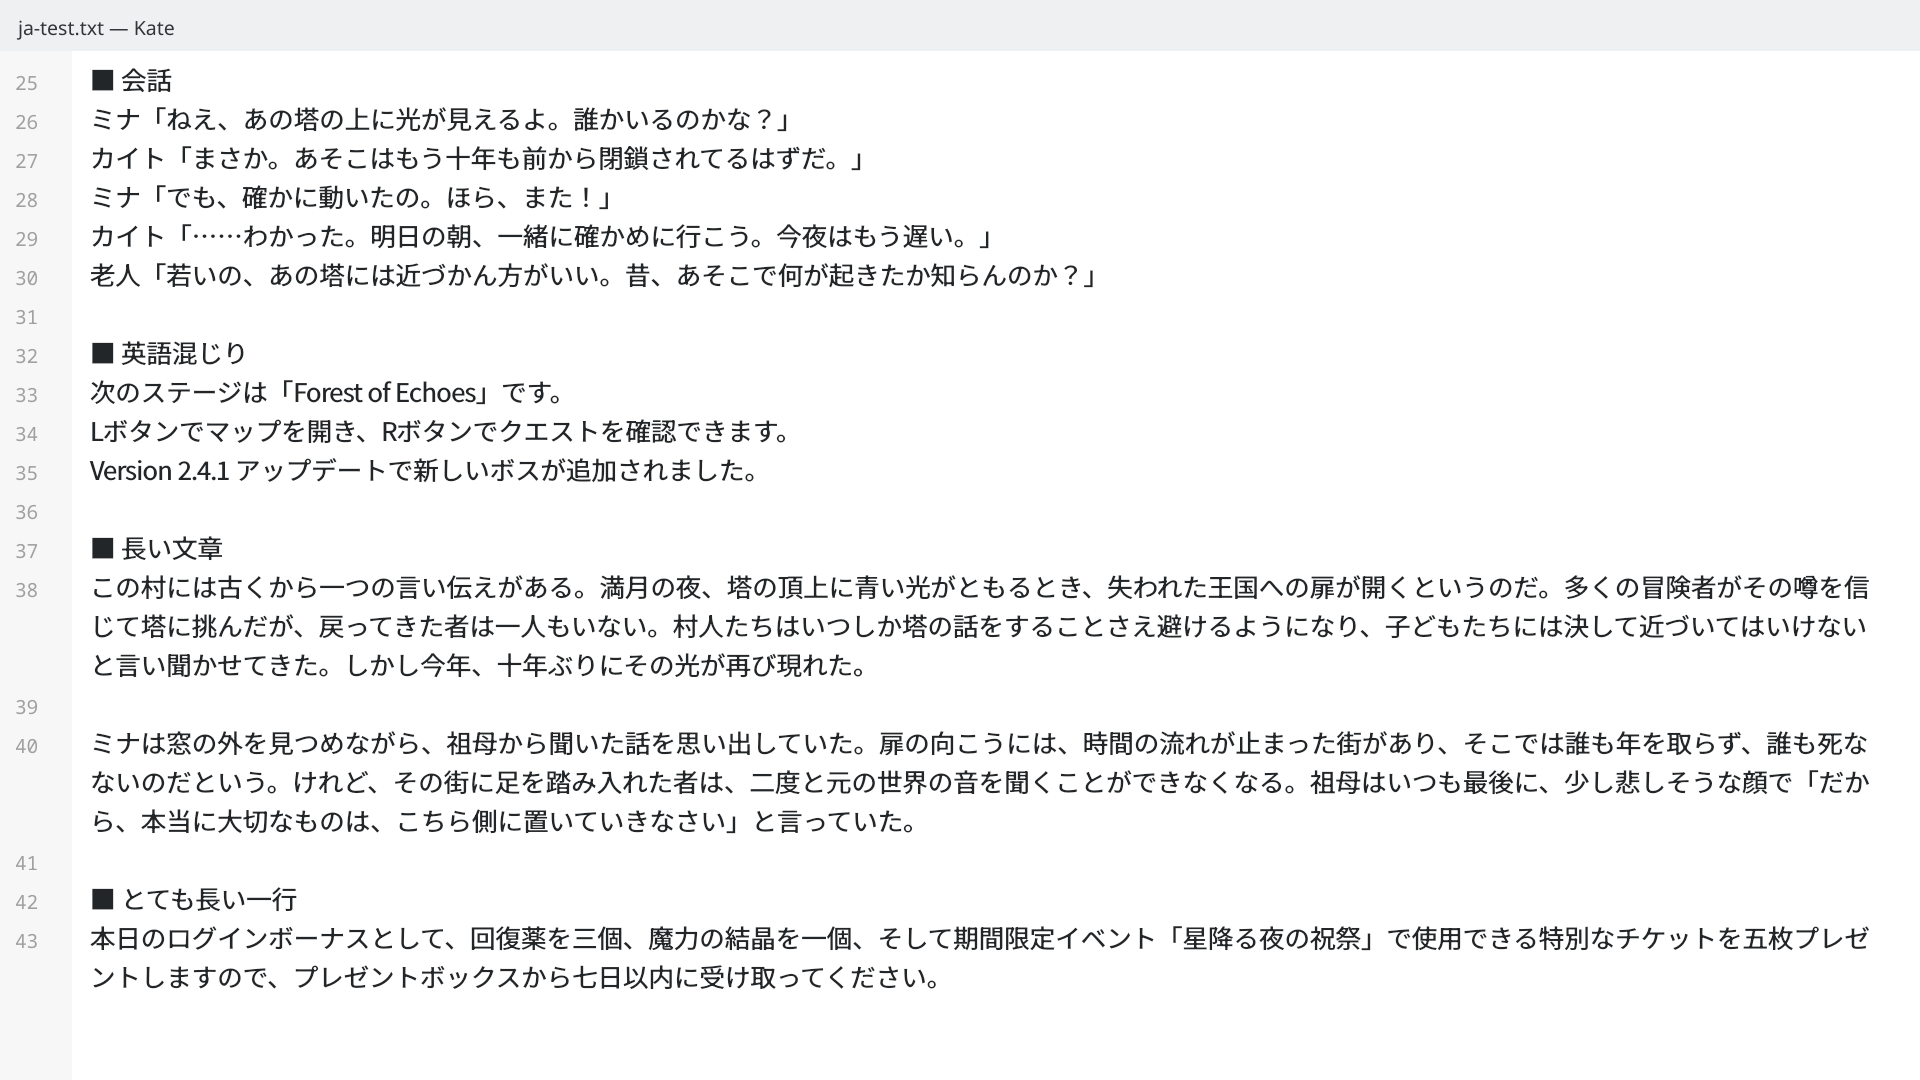 ja-test.txt — Kate
25 ■ 会話
26 ミナ「ねえ、あの塔の上に光が見えるよ。誰かいるのかな？」
27 カイト「まさか。あそこはもう十年も前から閉鎖されてるはずだ。」
28 ミナ「でも、確かに動いたの。ほら、また！」
29 カイト「……わかった。明日の朝、一緒に確かめに行こう。今夜はもう遅い。」
30 老人「若いの、あの塔には近づかん方がいい。昔、あそこで何が起きたか知らんのか？」
31
32 ■ 英語混じり
33 次のステージは「Forest of Echoes」です。
34 Lボタンでマップを開き、Rボタンでクエストを確認できます。
35 Version 2.4.1 アップデートで新しいボスが追加されました。
36
37 ■ 長い文章
38 この村には古くから一つの言い伝えがある。満月の夜、塔の頂上に青い光がともるとき、失われた王国への扉が開くというのだ。多くの冒険者がその噂を信
じて塔に挑んだが、戻ってきた者は一人もいない。村人たちはいつしか塔の話をすることさえ避けるようになり、子どもたちには決して近づいてはいけない
と言い聞かせてきた。しかし今年、十年ぶりにその光が再び現れた。
39
40 ミナは窓の外を見つめながら、祖母から聞いた話を思い出していた。扉の向こうには、時間の流れが止まった街があり、そこでは誰も年を取らず、誰も死な
ないのだという。けれど、その街に足を踏み入れた者は、二度と元の世界の音を聞くことができなくなる。祖母はいつも最後に、少し悲しそうな顔で「だか
ら、本当に大切なものは、こちら側に置いていきなさい」と言っていた。
41
42 ■ とても長い一行
43 本日のログインボーナスとして、回復薬を三個、魔力の結晶を一個、そして期間限定イベント「星降る夜の祝祭」で使用できる特別なチケットを五枚プレゼ
ントしますので、プレゼントボックスから七日以内に受け取ってください。